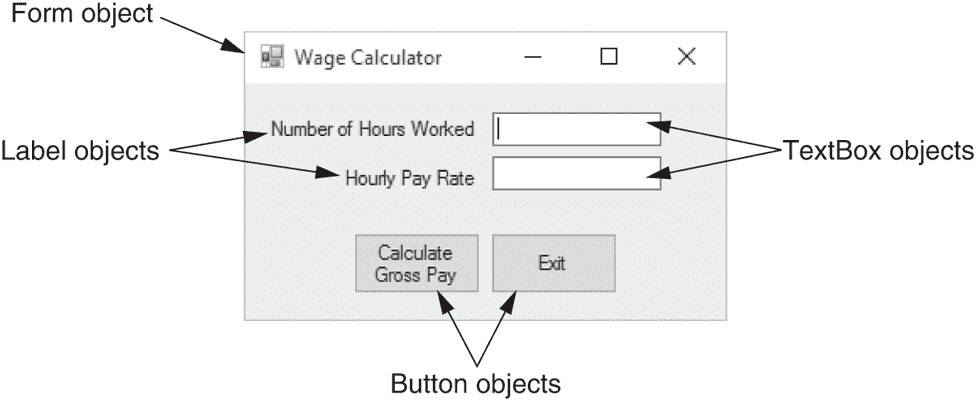 Form object
Wage Calculator
Number of Hours Worked
Label objects
TextBox objects
Hourly Pay Rate
Calculate
Gross Pay
Exit
Button objects